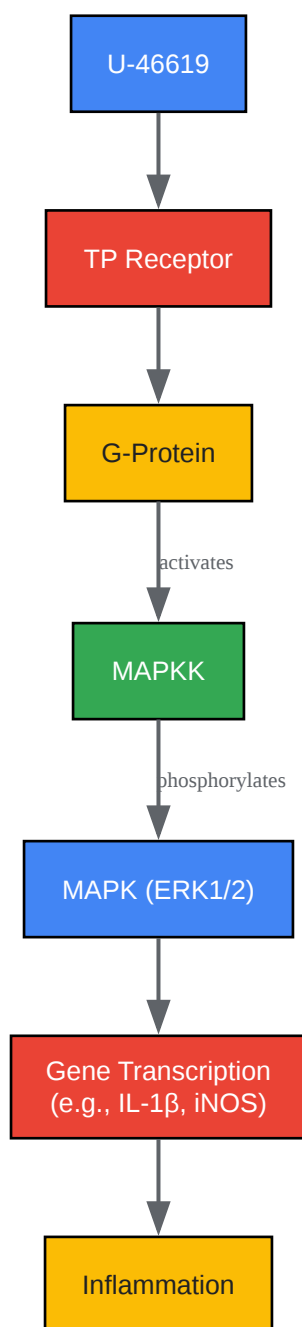 U-46619
TP Receptor
G-Protein
activates
MAPKK
phosphorylates
MAPK (ERK1/2)
Gene Transcription
(e.g., IL-1β, iNOS)
Inflammation